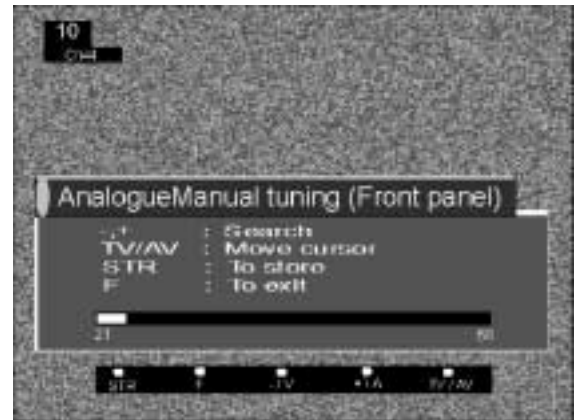 10
CH4
AnalogueManual tuning (Front panel)
-,+ : Search
TV/AV : Move cursor
STR : To store
F : To exit
21
STR F TV/AV